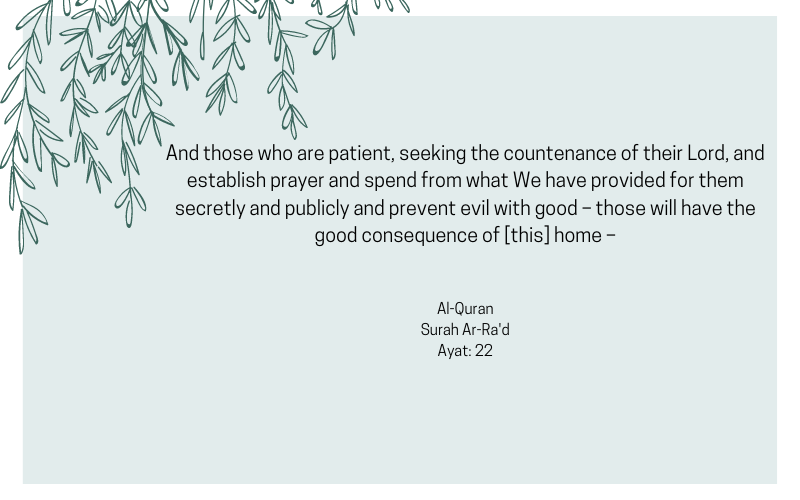 And those who are patient, seeking the countenance of their Lord, and
establish prayer and spend from what We have provided for them
secretly and publicly and prevent evil with good – those will have the
good consequence of [this] home –
Al-Quran
Surah Ar-Ra'd
Ayat: 22